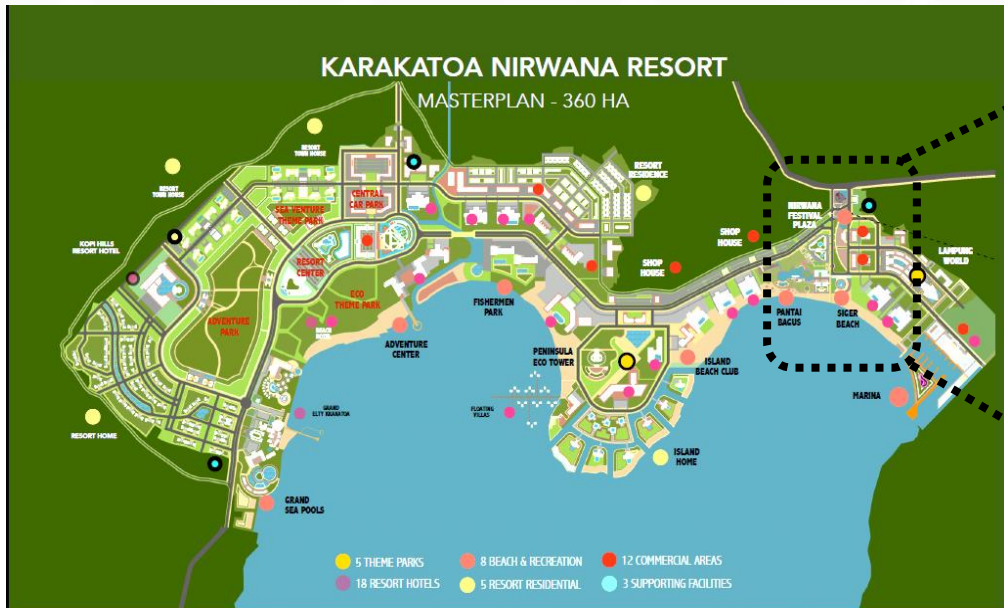 KARAKATOA NIRWANA RESORT
MASTERPLAN - 360 HA
RESORT
TOWN HOUSE
RESORT
TOWN HOUSE
RESORT
RESIDENCE
CENTRAL
CAR PARK
SEA VENTURE
THEME PARK
NIRWANA
FESTIVAL
PLAZA
KOPI HILLS
RESORT HOTEL
SHOP
HOUSE
LAMPUNG
WORLD
RESORT
CENTER
SHOP
HOUSE
ECO
THEME PARK
FISHERMEN
PARK
PANTAI
BAGUS
SIGER
BEACH
ADVENTURE
PARK
BEACH
HOTEL
ADVENTURE
CENTER
PENINSULA
ECO TOWER
ISLAND
BEACH CLUB
MARINA
GRAND
ELTY KRAKATOA
FLOATING
VILLAS
RESORT HOME
ISLAND
HOME
GRAND
SEA POOLS
5 THEME PARKS
8 BEACH & RECREATION
12 COMMERCIAL AREAS
18 RESORT HOTELS
5 RESORT RESIDENTIAL
3 SUPPORTING FACILITIES